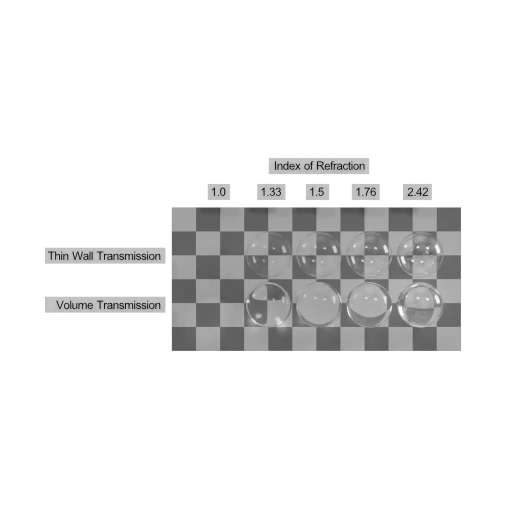 Index of Refraction
1.0 1.33 1.5 1.76 2.42
Thin Wall Transmission
Volume Transmission